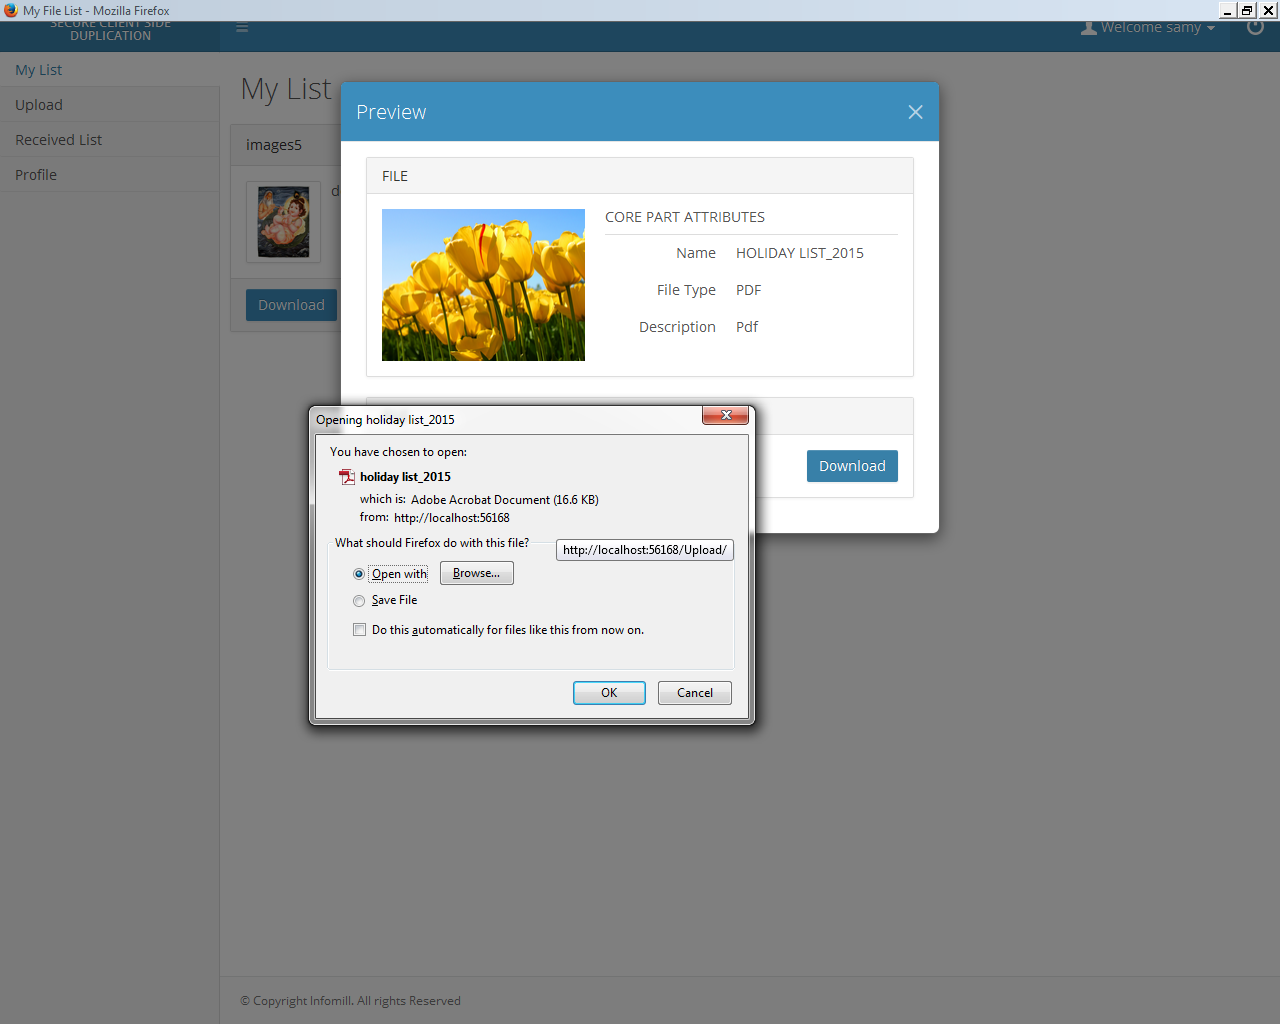 My File List - Mozilla Firefox
SECURE CLIENT SIDE
DUPLICATION
Welcome samy
My List
Upload
Received List
Profile
My List
images5
d
Download
Preview
FILE
CORE PART ATTRIBUTES
Name HOLIDAY LIST_2015
File Type PDF
Description Pdf
Download
Opening holiday list_2015
You have chosen to open:
holiday list_2015
which is: Adobe Acrobat Document (16.6 KB)
from: http://localhost:56168
What should Firefox do with this file?
http://localhost:56168/Upload/
Open with Browse...
Save File
Do this automatically for files like this from now on.
OK Cancel
© Copyright Infomill. All rights Reserved